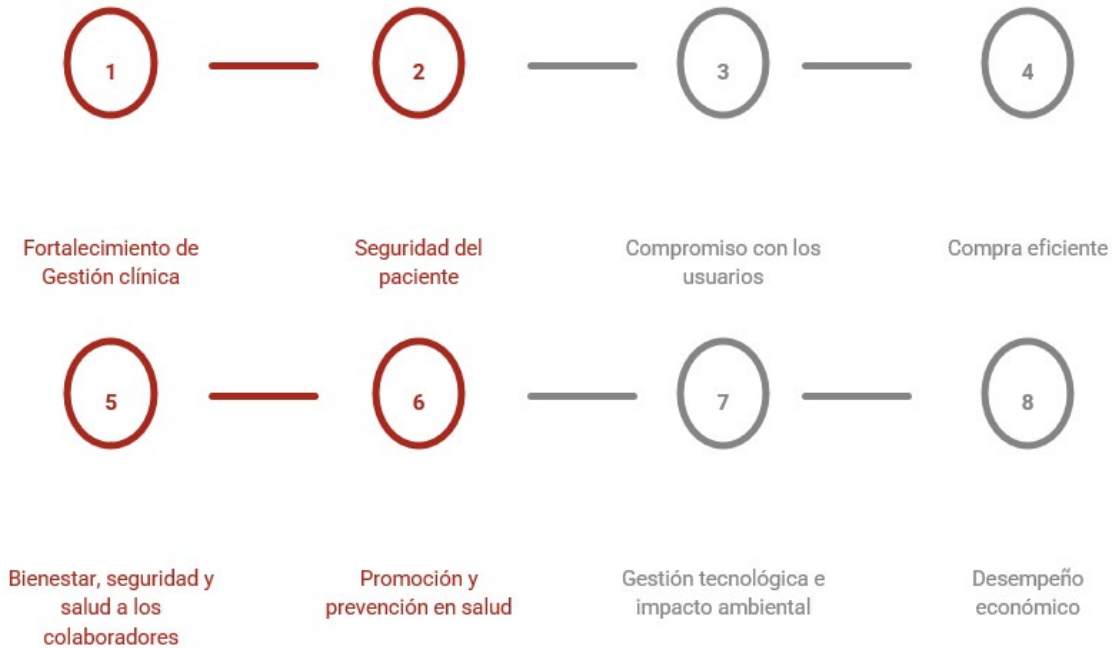 1
2
3
4
Fortalecimiento de
Gestión clínica
Seguridad del
paciente
Compromiso con los
usuarios
Compra eficiente
5
6
7
8
Bienestar, seguridad y
salud a los
colaboradores
Promoción y
prevención en salud
Gestión tecnológica e
impacto ambiental
Desempeño
económico